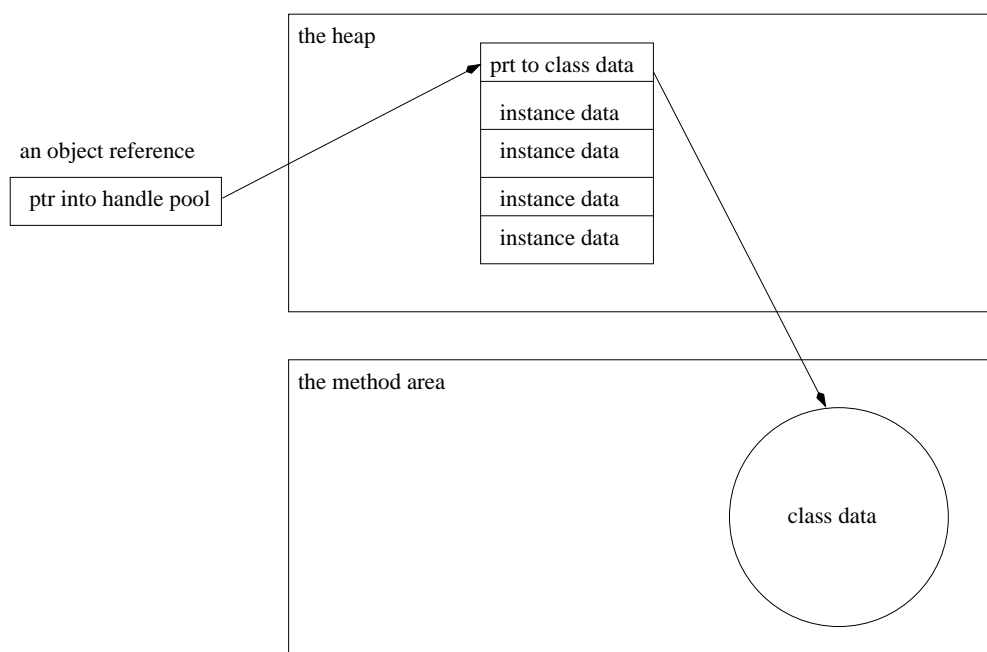 the heap
prt to class data
instance data
instance data
instance data
instance data
an object reference
ptr into handle pool
the method area
class data